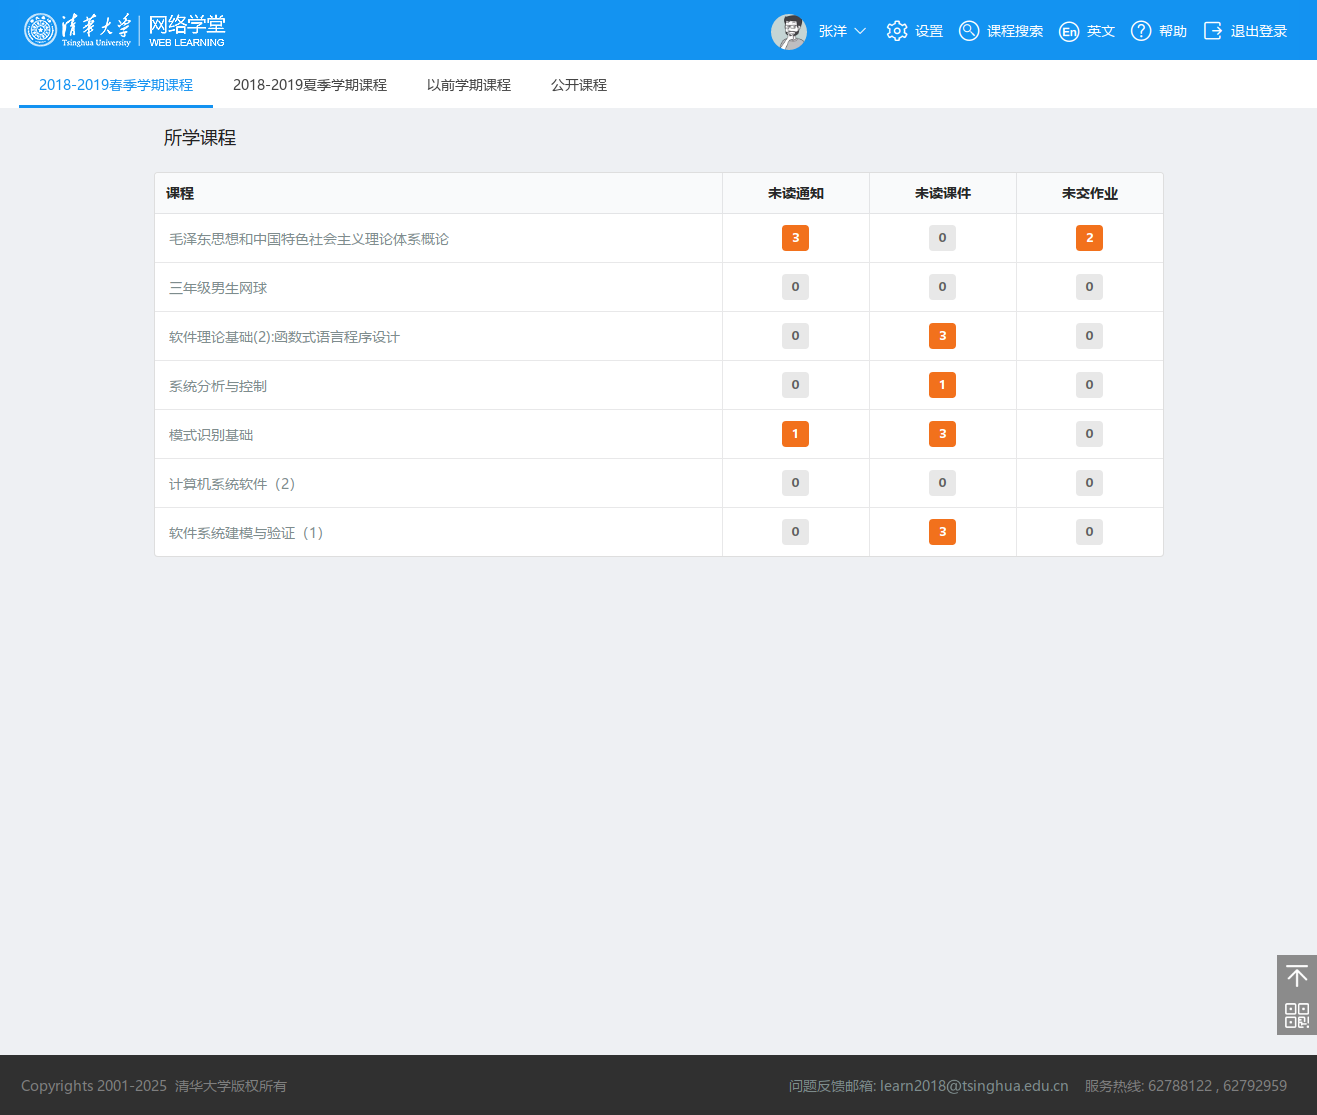 清华大学 Tsinghua University 网络学堂 WEB LEARNING 张洋 设置 课程搜索 En 英文 帮助 退出登录
2018-2019春季学期课程 2018-2019夏季学期课程 以前学期课程 公开课程
所学课程
课程 未读通知 未读课件 未交作业
毛泽东思想和中国特色社会主义理论体系概论 3 0 2
三年级男生网球 0 0 0
软件理论基础(2):函数式语言程序设计 0 3 0
系统分析与控制 0 1 0
模式识别基础 1 3 0
计算机系统软件（2） 0 0 0
软件系统建模与验证（1） 0 3 0
Copyrights 2001-2025 清华大学版权所有 问题反馈邮箱: learn2018@tsinghua.edu.cn 服务热线: 62788122 , 62792959